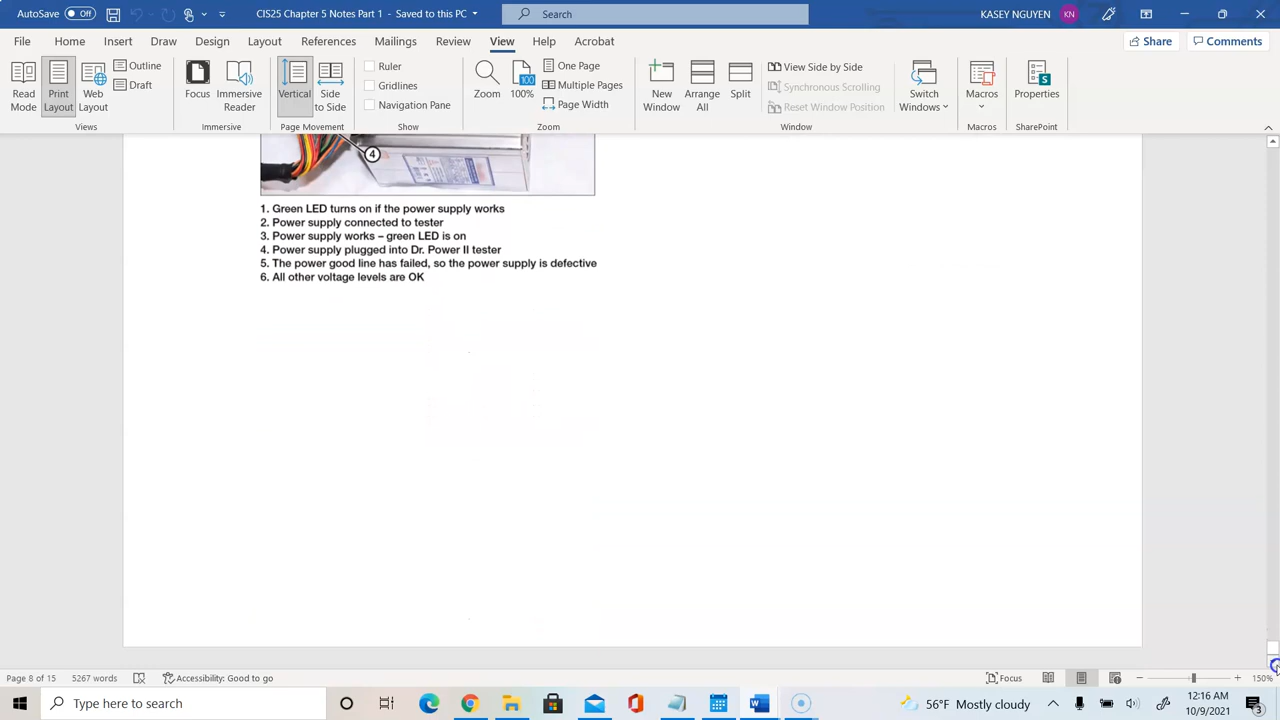 AutoSave Off CIS25 Midterm Part 1 - Saved to this PC Search KASEY NGUYEN KN
File Home Insert Draw Design Layout References Mailings Review View Help Acrobat Share Comments
Read Mode
Print Layout
Web Layout
Outline
Draft
Views
Focus
Immersive Reader
Immersive
Vertical
Side to Side
Page Movement
Ruler
Gridlines
Navigation Pane
Show
Zoom
100
100%
One Page
Multiple Pages
Page Width
Zoom
New Window
Arrange All
Split
View Side by Side
Synchronous Scrolling
Reset Window Position
Switch Windows
Window
Macros
Macros
Properties
SharePoint
4
1. Green LED turns on if the power supply works
2. Power supply connected to tester
3. Power supply works – green LED is on
4. Power supply plugged into Dr. Power II tester
5. The power good line has failed, so the power supply is defective
6. All other voltage levels are OK
Page 8 of 15 5267 words Accessibility: Good to go Focus 150%
Type here to search 56°F Mostly cloudy 12:16 AM
10/9/2021 3